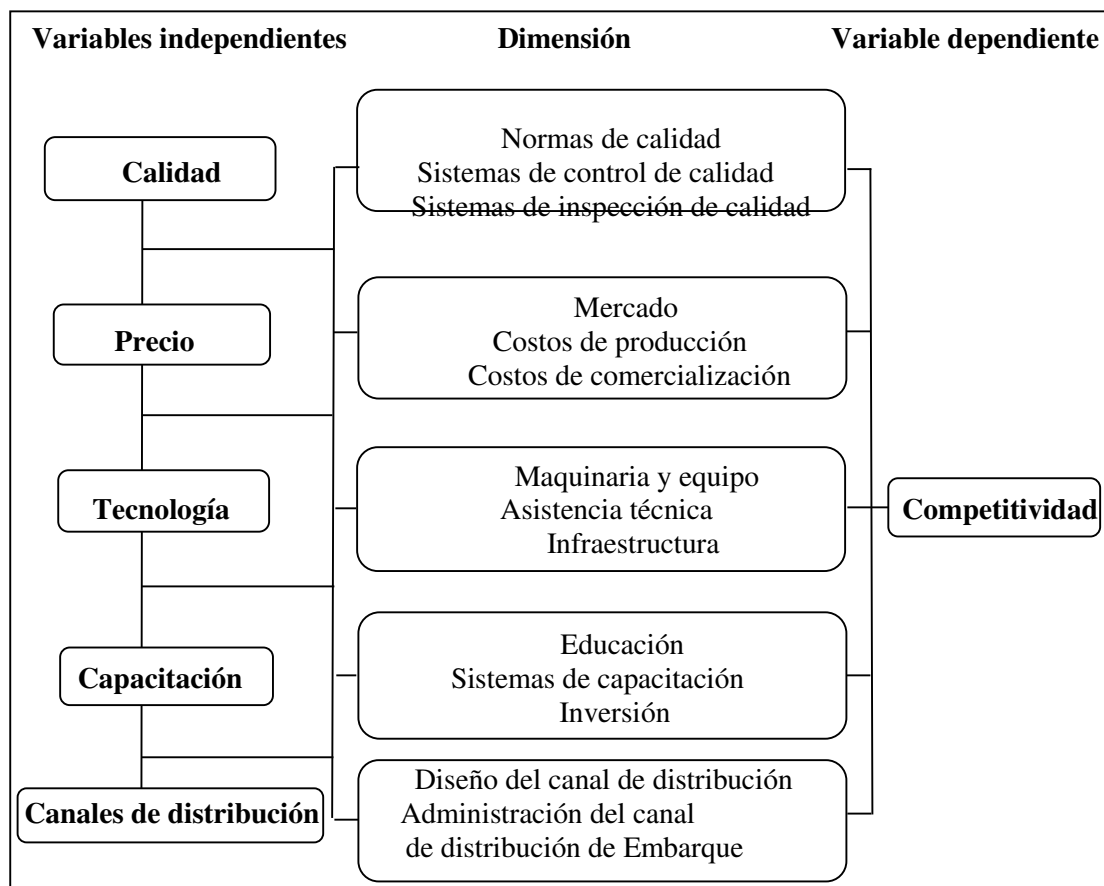 Variables independientes
Dimensión
Variable dependiente
Calidad
Normas de calidad
Sistemas de control de calidad
Sistemas de inspección de calidad
Precio
Mercado
Costos de producción
Costos de comercialización
Tecnología
Maquinaria y equipo
Asistencia técnica
Infraestructura
Competitividad
Capacitación
Educación
Sistemas de capacitación
Inversión
Canales de distribución
Diseño del canal de distribución
Administración del canal
de distribución de Embarque